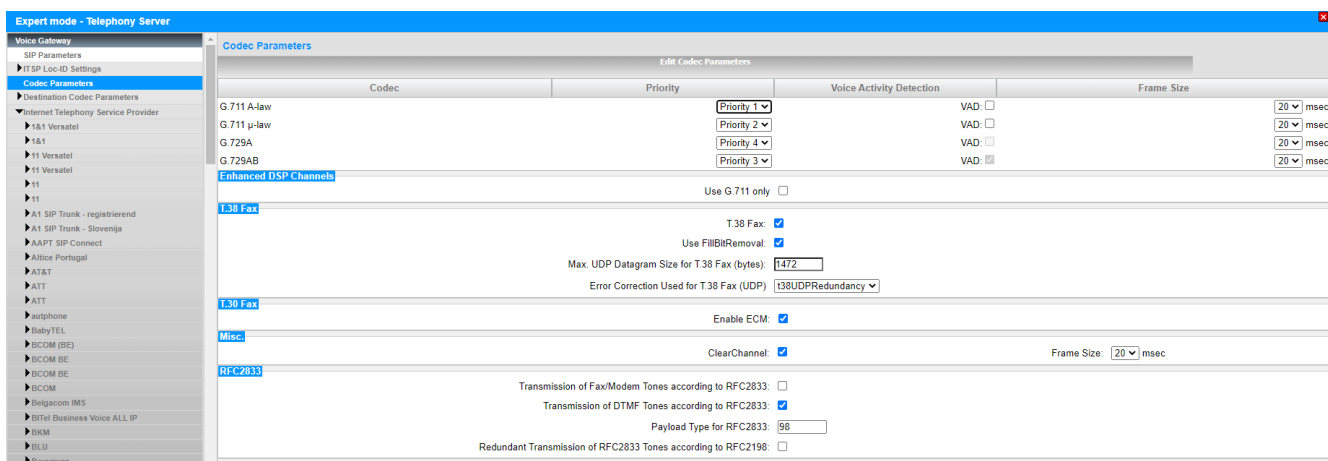 Expert mode - Telephony Server
Voice Gateway
SIP Parameters
ITSP Loc-ID Settings
Codec Parameters
Destination Codec Parameters
Internet Telephony Service Provider
1&1 Versatel
1&1
11 Versatel
11 Versatel
11
11
A1 SIP Trunk - registrierend
A1 SIP Trunk - Slovenija
AAPT SIP Connect
Altice Portugal
AT&T
ATT
ATT
autphone
BabyTEL
BCOM (BE)
BCOM BE
BCOM BE
BCOM
Belgacom IMS
BITel Business Voice ALL IP
BKM
BLU
Codec Parameters
Edit Codec Parameters
Codec Priority Voice Activity Detection Frame Size
G.711 A-law Priority 1 VAD: 20 msec
G.711 µ-law Priority 2 VAD: 20 msec
G.729A Priority 4 VAD: 20 msec
G.729AB Priority 3 VAD: 20 msec
Enhanced DSP Channels
Use G.711 only
T.38 Fax
T.38 Fax:
Use FillBitRemoval:
Max. UDP Datagram Size for T.38 Fax (bytes): 1472
Error Correction Used for T.38 Fax (UDP) t38UDPRedundancy
T.30 Fax
Enable ECM:
Misc.
ClearChannel: Frame Size: 20 msec
RFC2833
Transmission of Fax/Modem Tones according to RFC2833:
Transmission of DTMF Tones according to RFC2833:
Payload Type for RFC2833: 98
Redundant Transmission of RFC2833 Tones according to RFC2198: